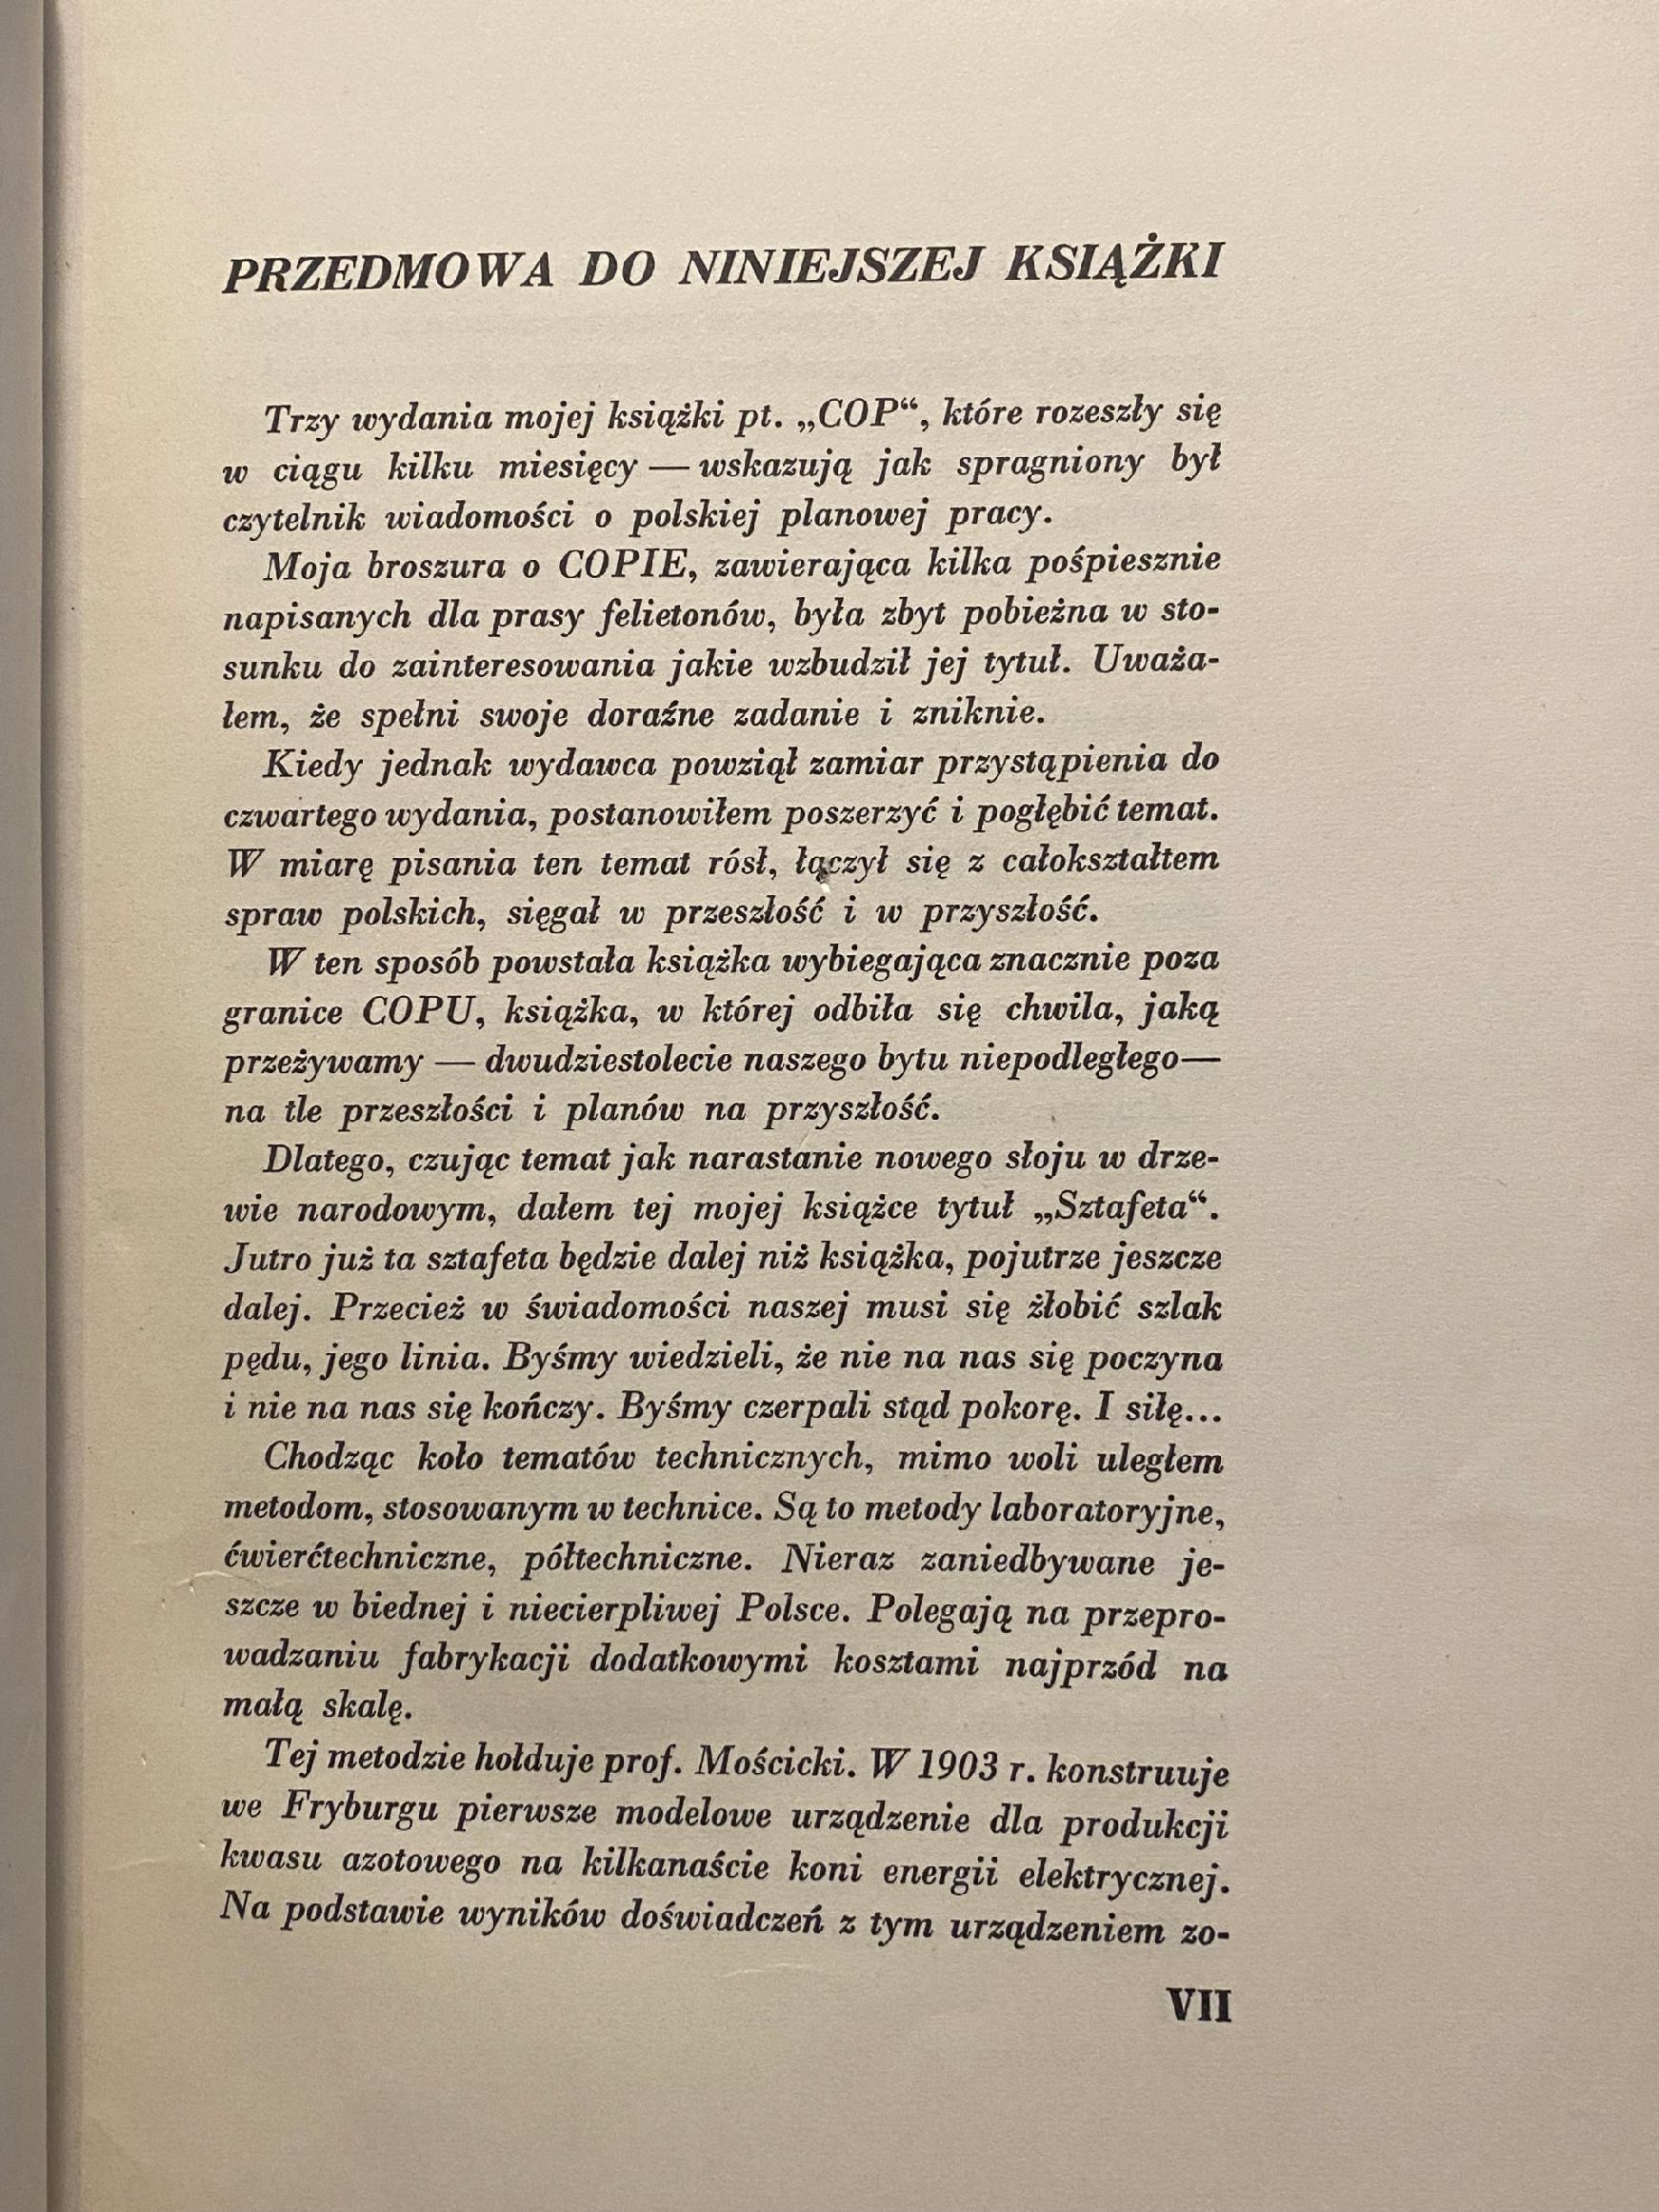 PRZEDMOWA DO NINIEJSZEJ KSIĄŻKI
Trzy wydania mojej książki pt. „COP“, które rozeszły się
w ciągu kilku miesięcy — wskazują jak spragniony był
czytelnik wiadomości o polskiej planowej pracy.
Moja broszura o COPIE, zawierająca kilka pośpiesznie
napisanych dla prasy felietonów, była zbyt pobieżna w sto-
sunku do zainteresowania jakie wzbudził jej tytuł. Uważa-
łem, że spełni swoje doraźne zadanie i zniknie.
Kiedy jednak wydawca powziął zamiar przystąpienia do
czwartego wydania, postanowiłem poszerzyć i pogłębić temat.
W miarę pisania ten temat rósł, łączył się z całokształtem
spraw polskich, sięgał w przeszłość i w przyszłość.
W ten sposób powstała książka wybiegająca znacznie poza
granice COPU, książka, w której odbiła się chwila, jaką
przeżywamy — dwudziestolecie naszego bytu niepodległego —
na tle przeszłości i planów na przyszłość.
Dlatego, czując temat jak narastanie nowego słoju w drze-
wie narodowym, dałem tej mojej książce tytuł „Sztafeta“.
Jutro już ta sztafeta będzie dalej niż książka, pojutrze jeszcze
dalej. Przecież w świadomości naszej musi się żłobić szlak
pędu, jego linia. Byśmy wiedzieli, że nie na nas się poczyna
i nie na nas się kończy. Byśmy czerpali stąd pokorę. I siłę...
Chodząc koło tematów technicznych, mimo woli uległem
metodom, stosowanym w technice. Są to metody laboratoryjne,
ćwierćtechniczne, półtechniczne. Nieraz zaniedbywane je-
szcze w biednej i niecierpliwej Polsce. Polegają na przepro-
wadzaniu fabrykacji dodatkowymi kosztami najprzód na
małą skalę.
Tej metodzie hołduje prof. Mościcki. W 1903 r. konstruuje
we Fryburgu pierwsze modelowe urządzenie dla produkcji
kwasu azotowego na kilkanaście koni energii elektrycznej.
Na podstawie wyników doświadczeń z tym urządzeniem zo-
VII